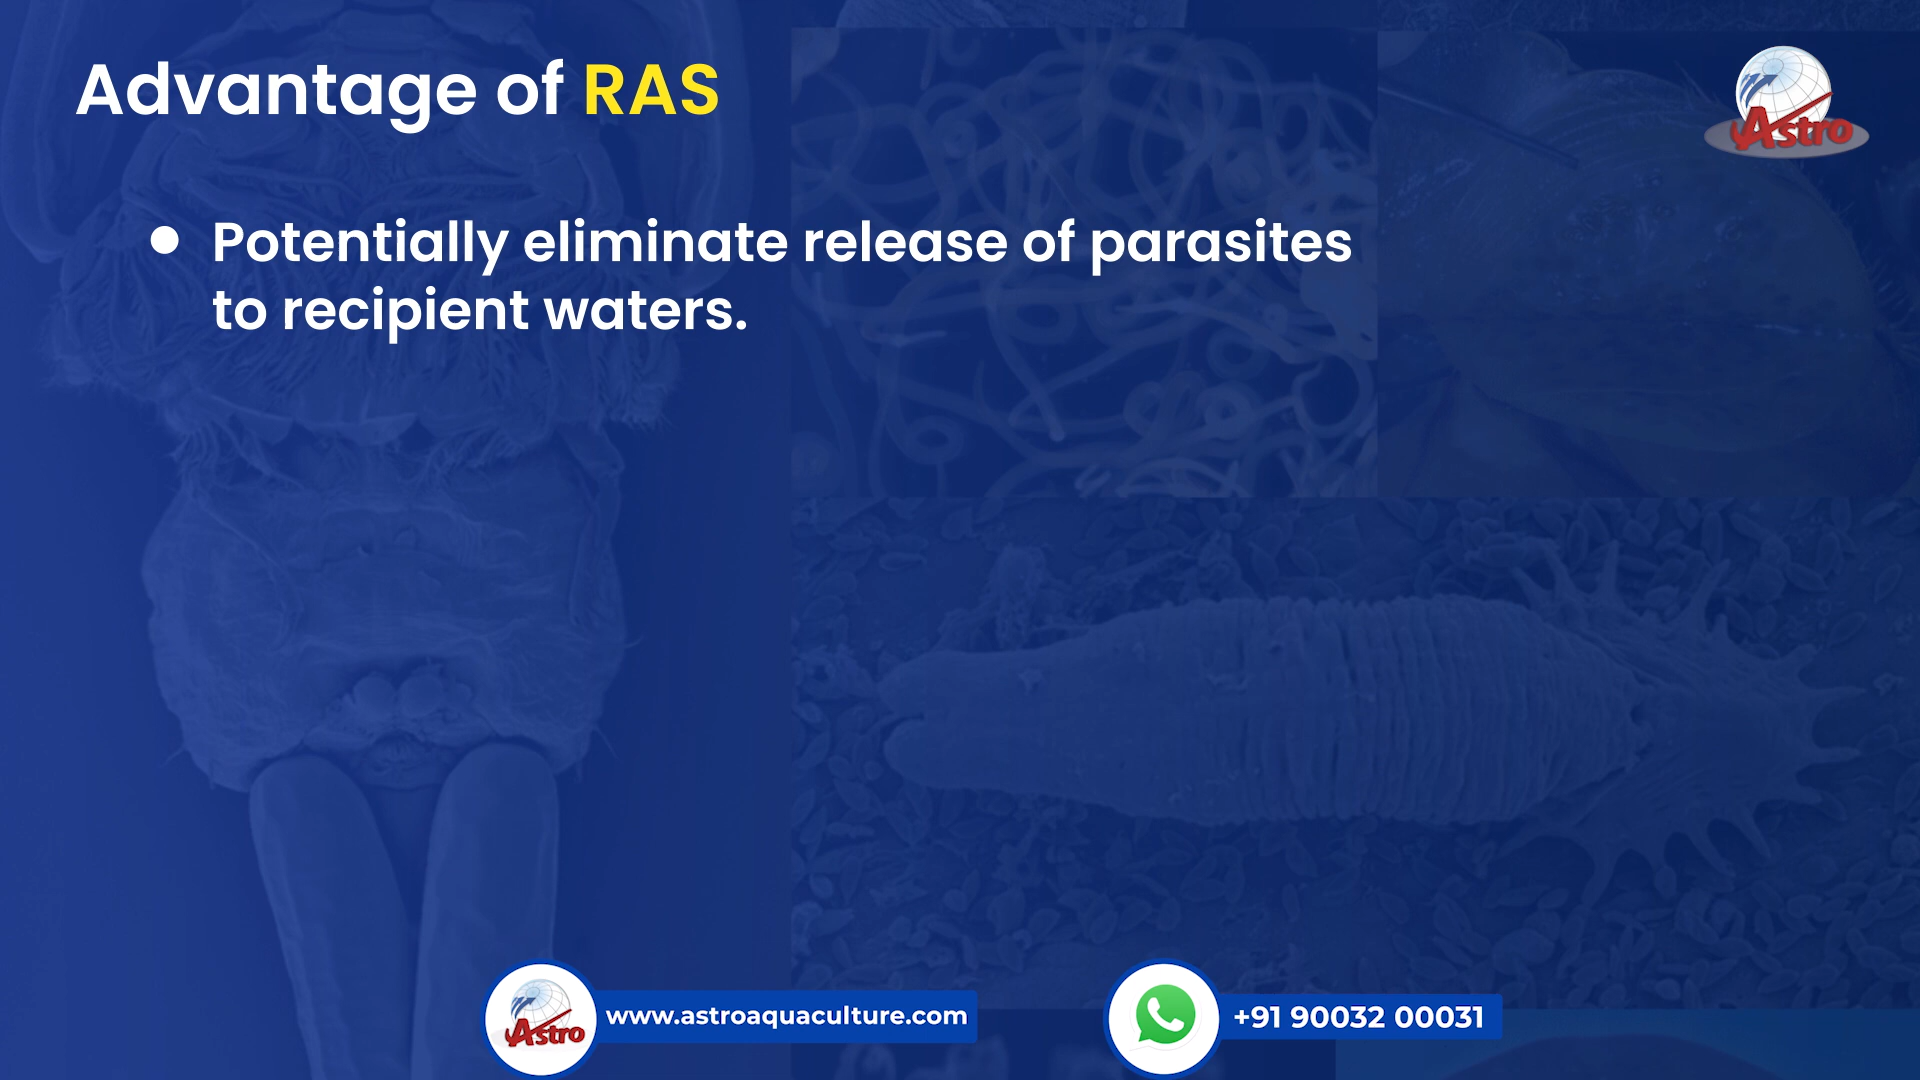 Advantage of RAS
Astro
● Potentially eliminate release of parasites
to recipient waters.
Astro
www.astroaquaculture.com
+91 90032 00031